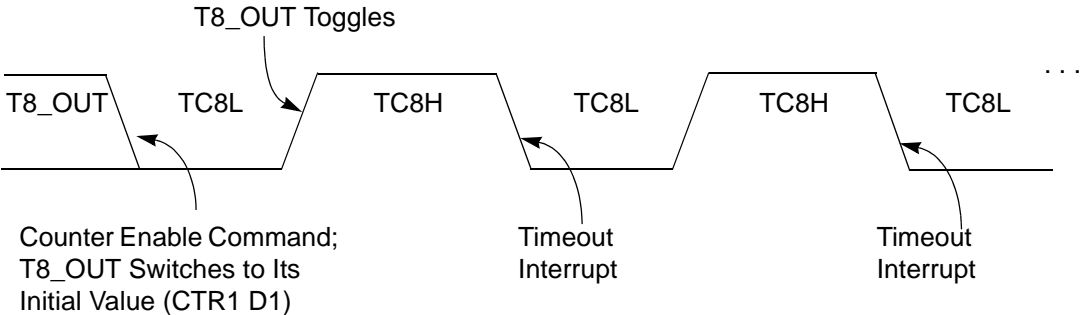 T8_OUT Toggles
. . .
T8_OUT TC8L TC8H TC8L TC8H TC8L
Counter Enable Command;
T8_OUT Switches to Its
Initial Value (CTR1 D1)
Timeout
Interrupt
Timeout
Interrupt